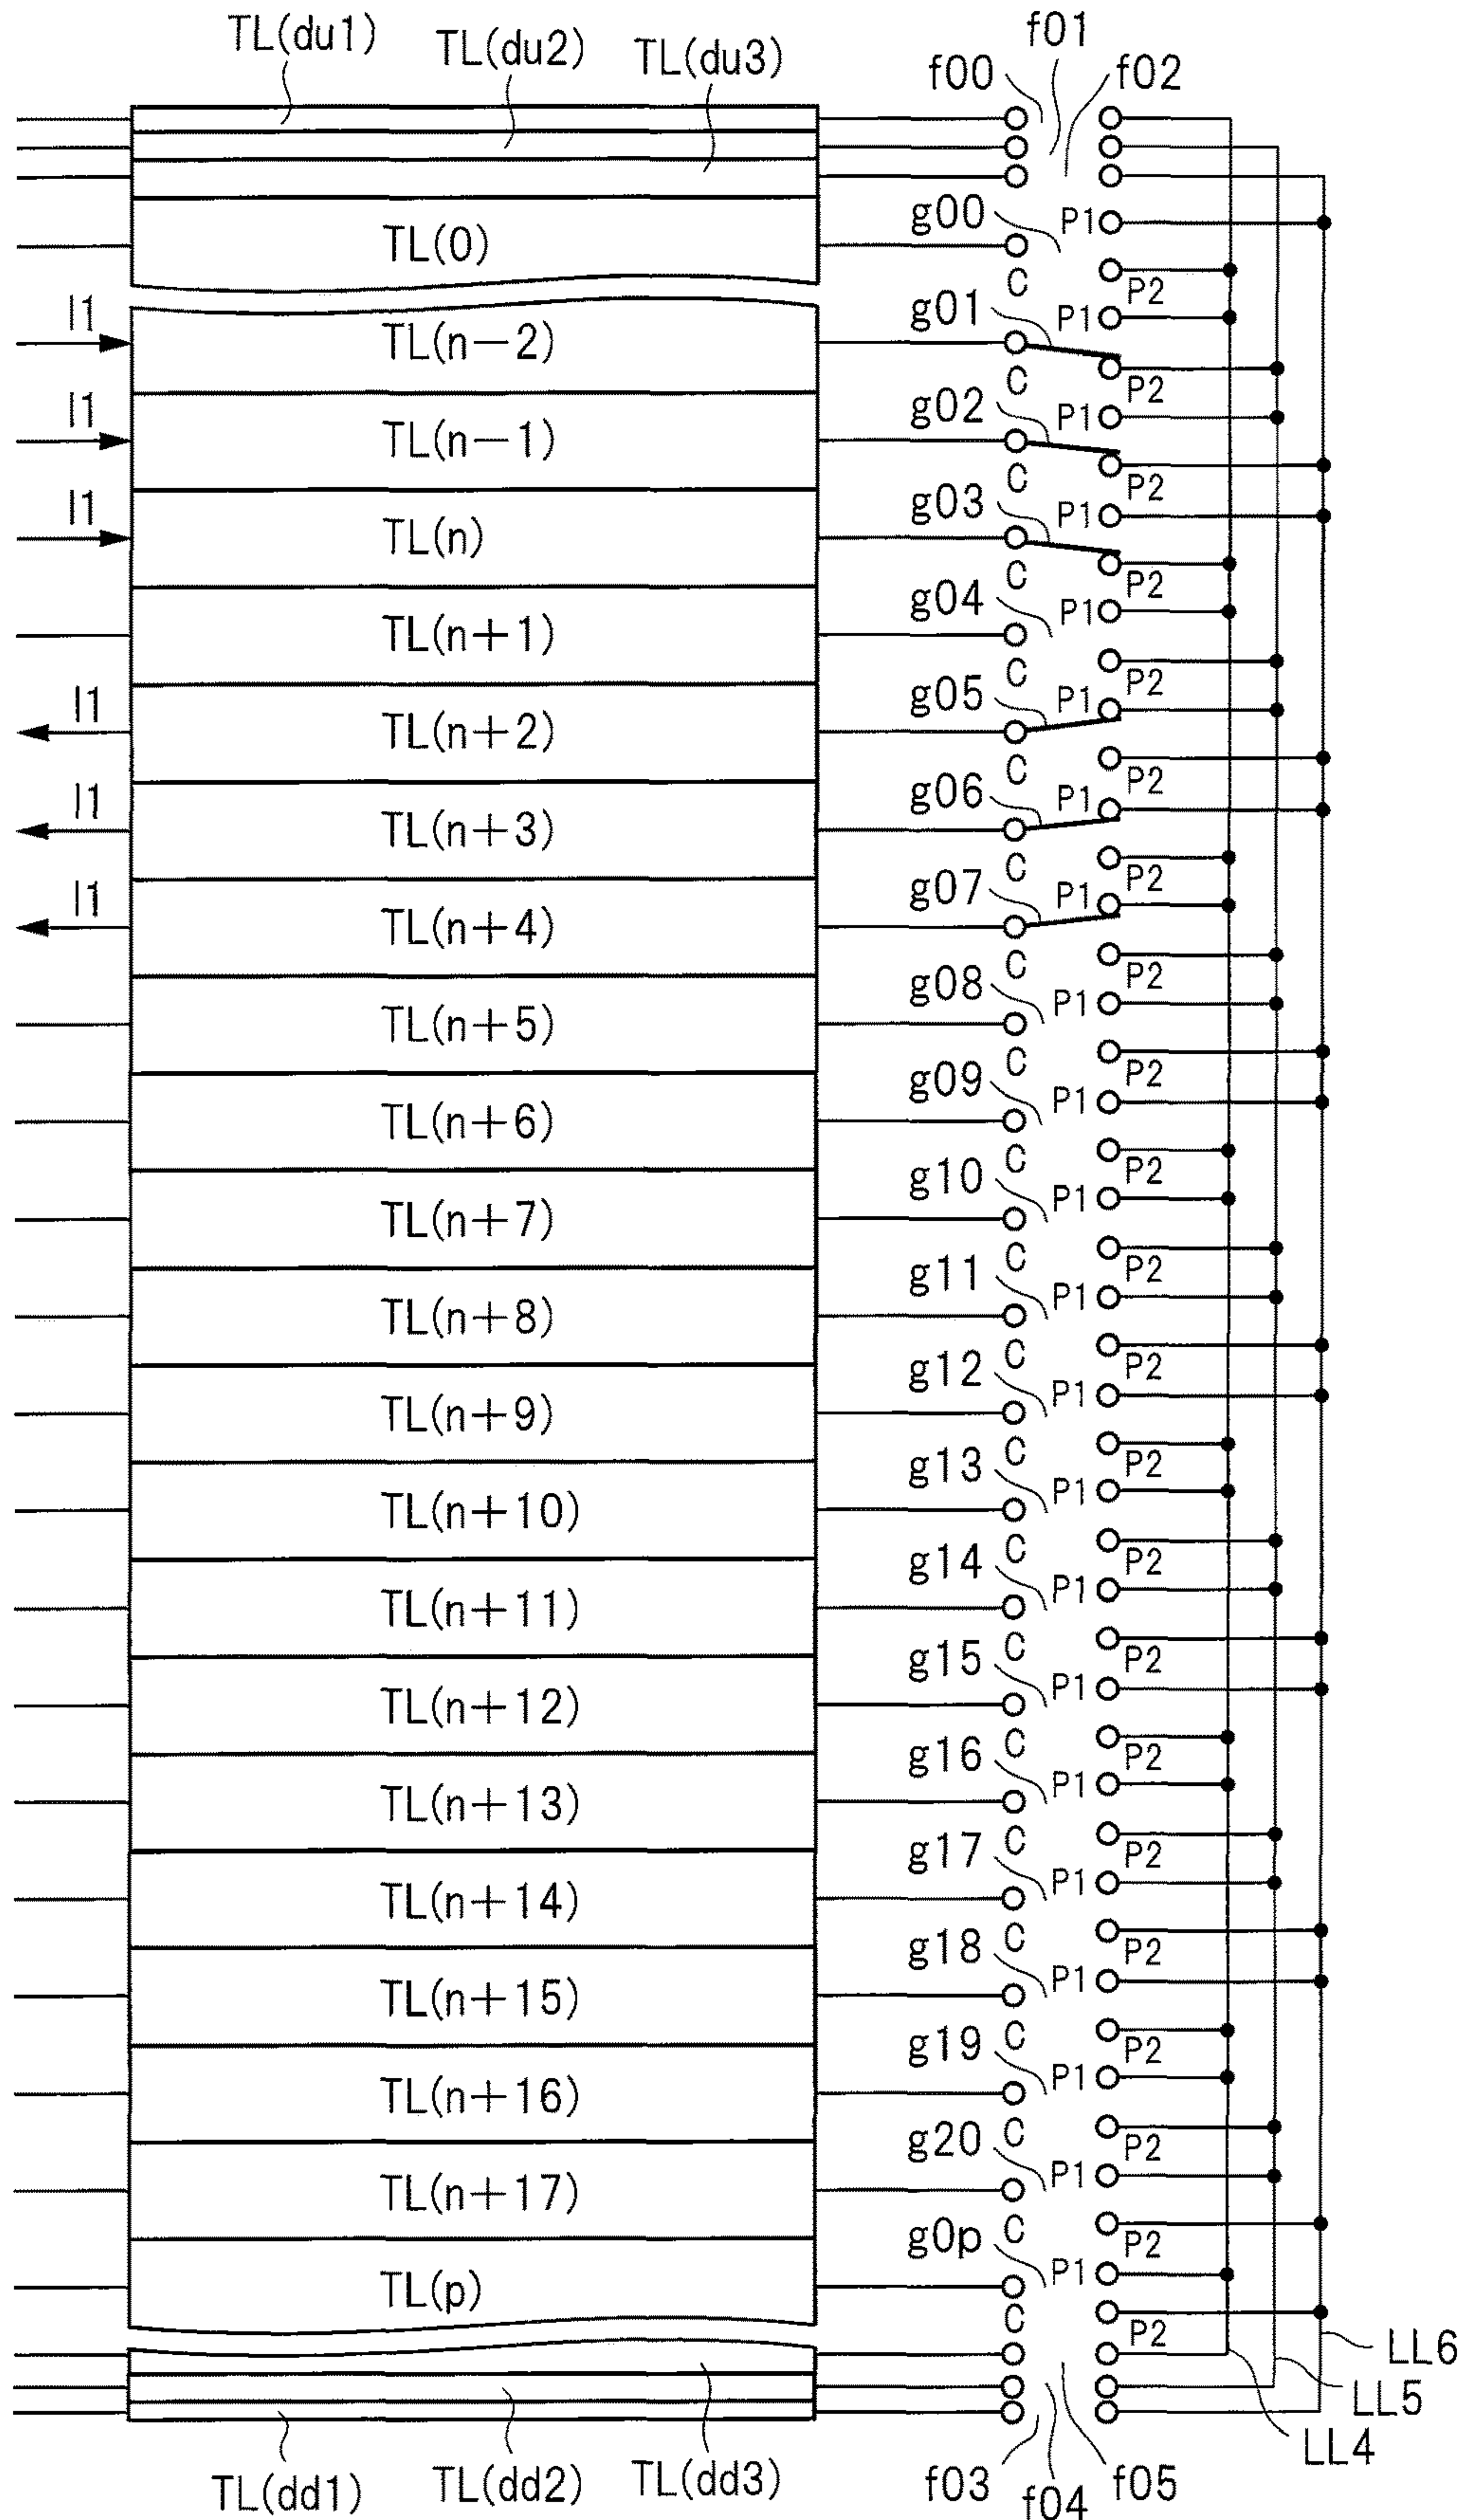 TL(du1) TL(du2) TL(du3) f00 f01 f02
TL(0) g00 P1
C P2
I1 TL(n−2) g01 P1
C P2
I1 TL(n−1) g02 P1
C P2
I1 TL(n) g03 P1
C P2
TL(n+1) g04 P1
C P2
I1 TL(n+2) g05 P1
C P2
I1 TL(n+3) g06 P1
C P2
I1 TL(n+4) g07 P1
C P2
TL(n+5) g08 P1
C P2
TL(n+6) g09 P1
C P2
TL(n+7) g10 P1
C P2
TL(n+8) g11 P1
C P2
TL(n+9) g12 P1
C P2
TL(n+10) g13 P1
C P2
TL(n+11) g14 P1
C P2
TL(n+12) g15 P1
C P2
TL(n+13) g16 P1
C P2
TL(n+14) g17 P1
C P2
TL(n+15) g18 P1
C P2
TL(n+16) g19 P1
C P2
TL(n+17) g20 P1
C P2
TL(p) g0p P1
C P2
LL6
LL5
LL4
TL(dd1) TL(dd2) TL(dd3) f03 f04 f05